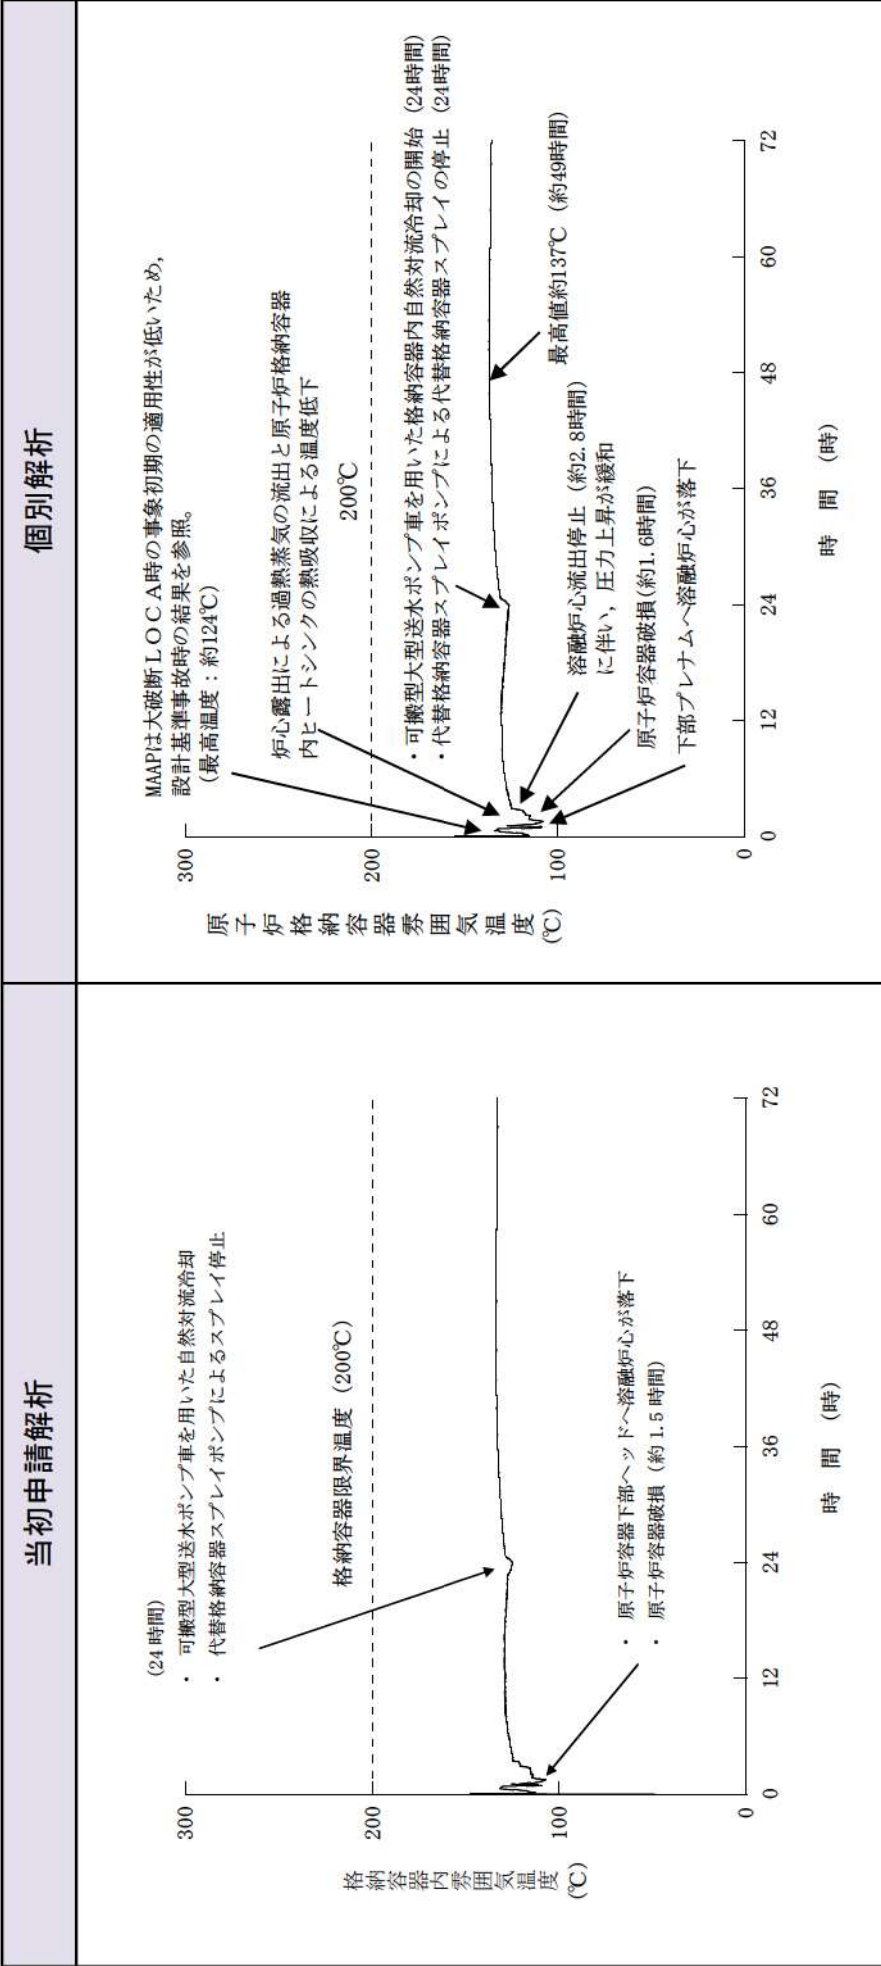 当初申請解析
(24 時間)
・ 可搬型大型送水ポンプ車を用いた自然対流冷却
・ 代替格納容器スプレイポンプによるスプレイ停止
格納容器限界温度（200℃）
・ 原子炉容器下部ヘッドへ溶融炉心が落下
・ 原子炉容器破損（約 1.5 時間）
格納容器内雰囲気温度
(℃)
300
200
100
0
0 12 24 36 48 60 72
時 間 (時)
個別解析
MAAPは大破断ＬＯＣＡ時の事象初期の適用性が低いため,
設計基準事故時の結果を参照。
（最高温度：約124℃）
炉心露出による過熱蒸気の流出と原子炉格納容器
内ヒートシンクの熱吸収による温度低下
200℃
・可搬型大型送水ポンプ車を用いた格納容器内自然対流冷却の開始（24時間）
・代替格納容器スプレイポンプによる代替格納容器スプレイの停止（24時間）
最高値約137℃（約49時間）
溶融炉心流出停止（約2.8時間）
に伴い，圧力上昇が緩和
原子炉容器破損(約1.6時間)
下部プレナムへ溶融炉心が落下
原子炉格納容器雰囲気温度
(℃)
300
200
100
0
0 12 24 36 48 60 72
時 間 (時)